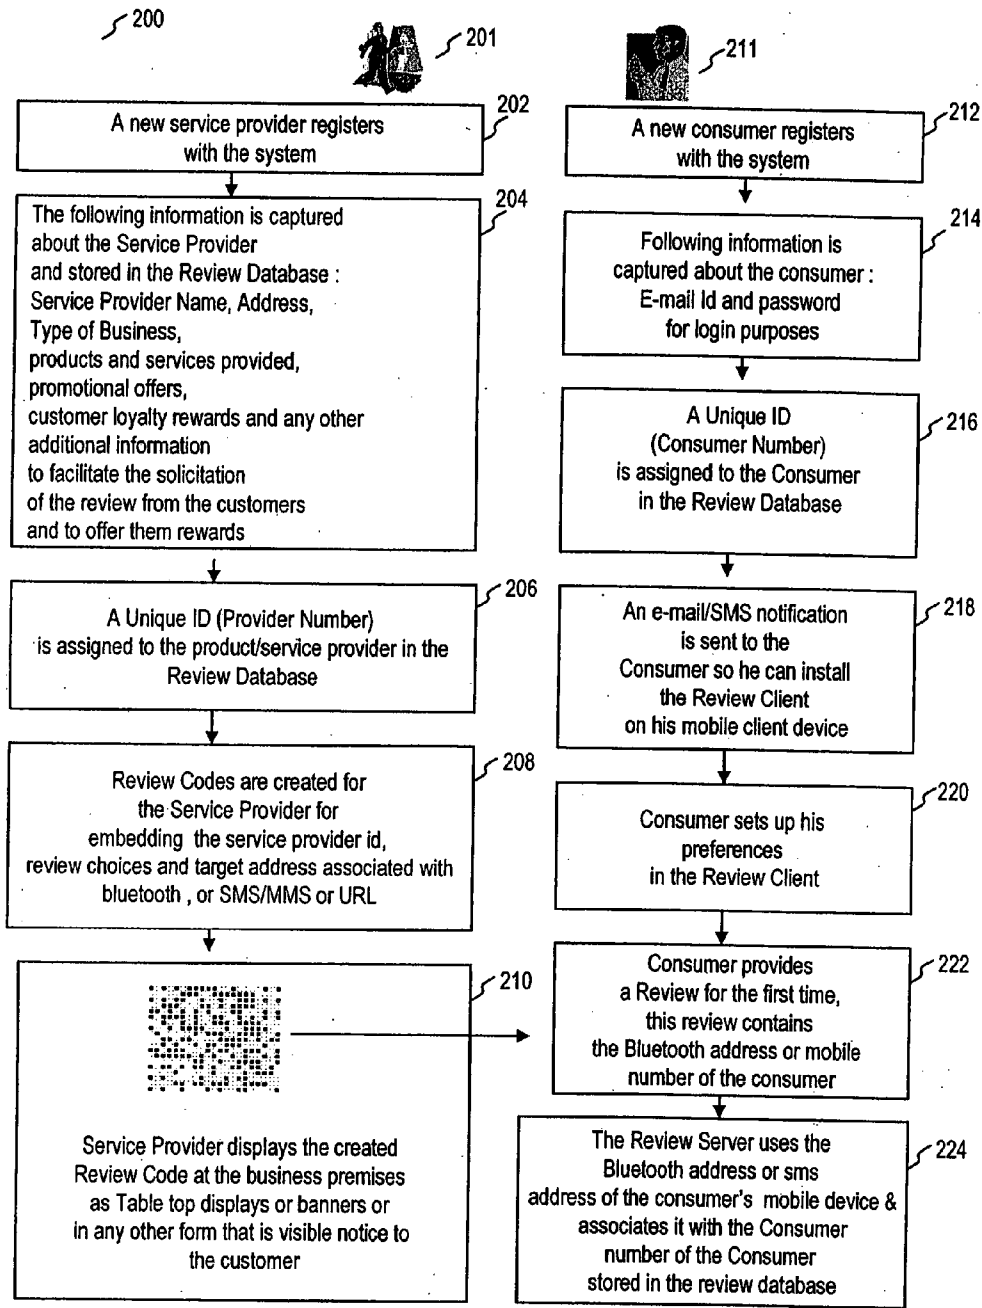 200
201
202
A new service provider registers
with the system
204
The following information is captured
about the Service Provider
and stored in the Review Database :
Service Provider Name, Address,
Type of Business,
products and services provided,
promotional offers,
customer loyalty rewards and any other
additional information
to facilitate the solicitation
of the review from the customers
and to offer them rewards
206
A Unique ID (Provider Number)
is assigned to the product/service provider in the
Review Database
208
Review Codes are created for
the Service Provider for
embedding the service provider id,
review choices and target address associated with
bluetooth , or SMS/MMS or URL
210
Service Provider displays the created
Review Code at the business premises
as Table top displays or banners or
in any other form that is visible notice to
the customer
211
212
A new consumer registers
with the system
214
Following information is
captured about the consumer :
E-mail Id and password
for login purposes
216
A Unique ID
(Consumer Number)
is assigned to the Consumer
in the Review Database
218
An e-mail/SMS notification
is sent to the
Consumer so he can install
the Review Client
on his mobile client device
220
Consumer sets up his
preferences
in the Review Client
222
Consumer provides
a Review for the first time,
this review contains
the Bluetooth address or mobile
number of the consumer
224
The Review Server uses the
Bluetooth address or sms
address of the consumer's mobile device &
associates it with the Consumer
number of the Consumer
stored in the review database